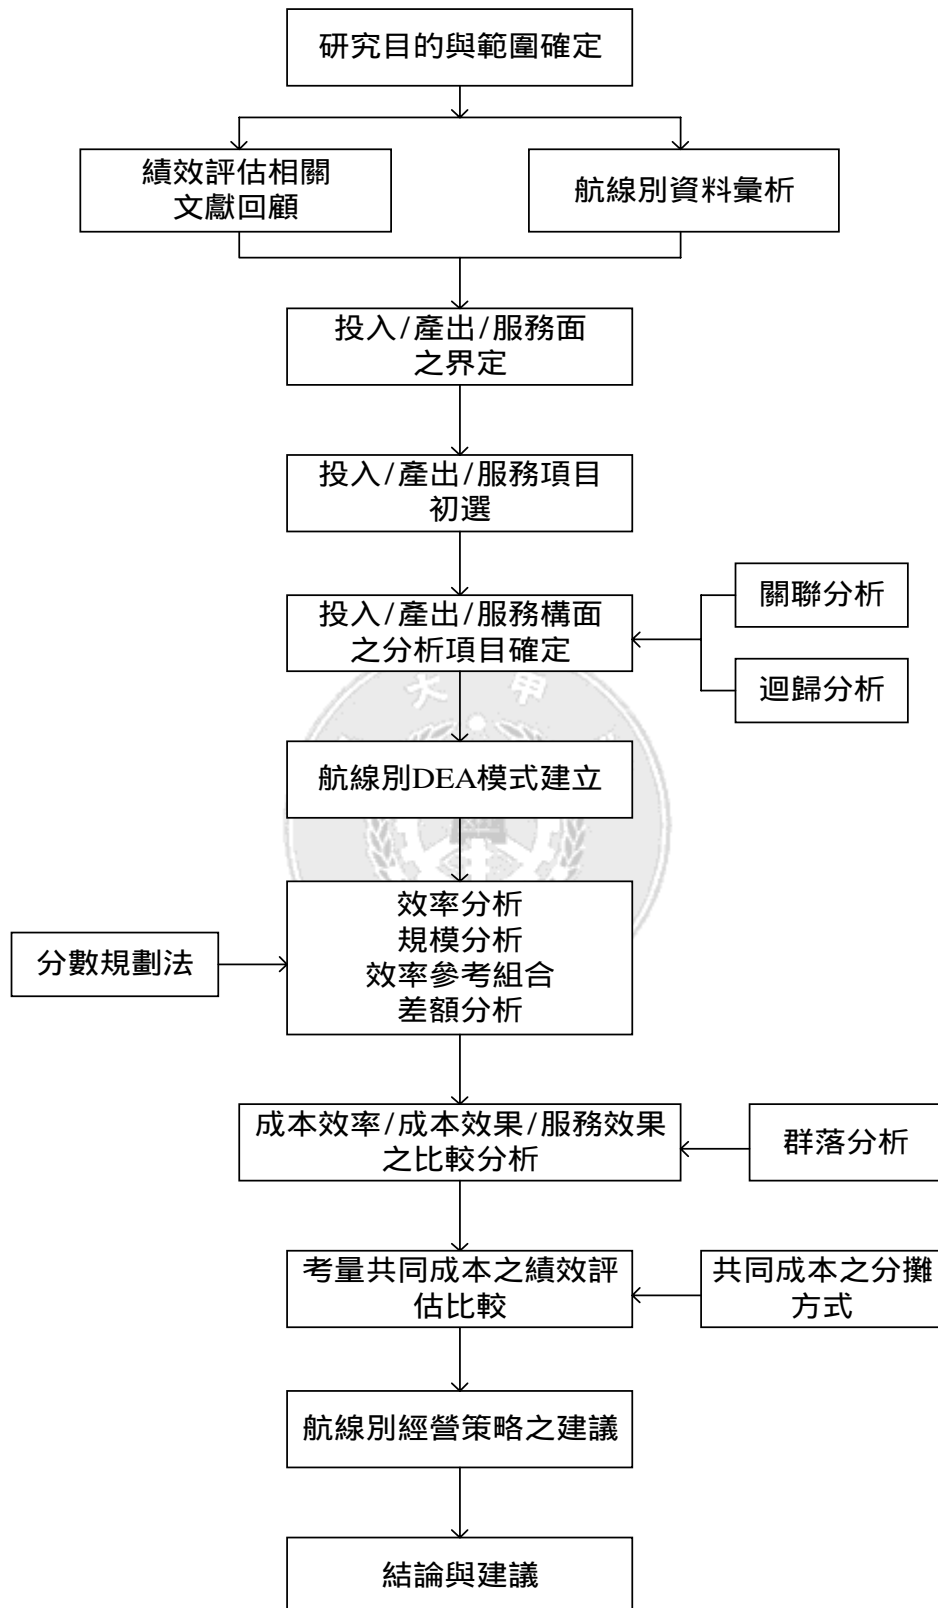 研究目的與範圍確定
績效評估相關
文獻回顧
航線別資料彙析
投入/產出/服務面
之界定
投入/產出/服務項目
初選
投入/產出/服務構面
之分析項目確定
關聯分析
迴歸分析
大 甲
航線別DEA模式建立
效率分析
規模分析
效率參考組合
差額分析
分數規劃法
成本效率/成本效果/服務效果
之比較分析
群落分析
考量共同成本之績效評
估比較
共同成本之分攤
方式
航線別經營策略之建議
結論與建議